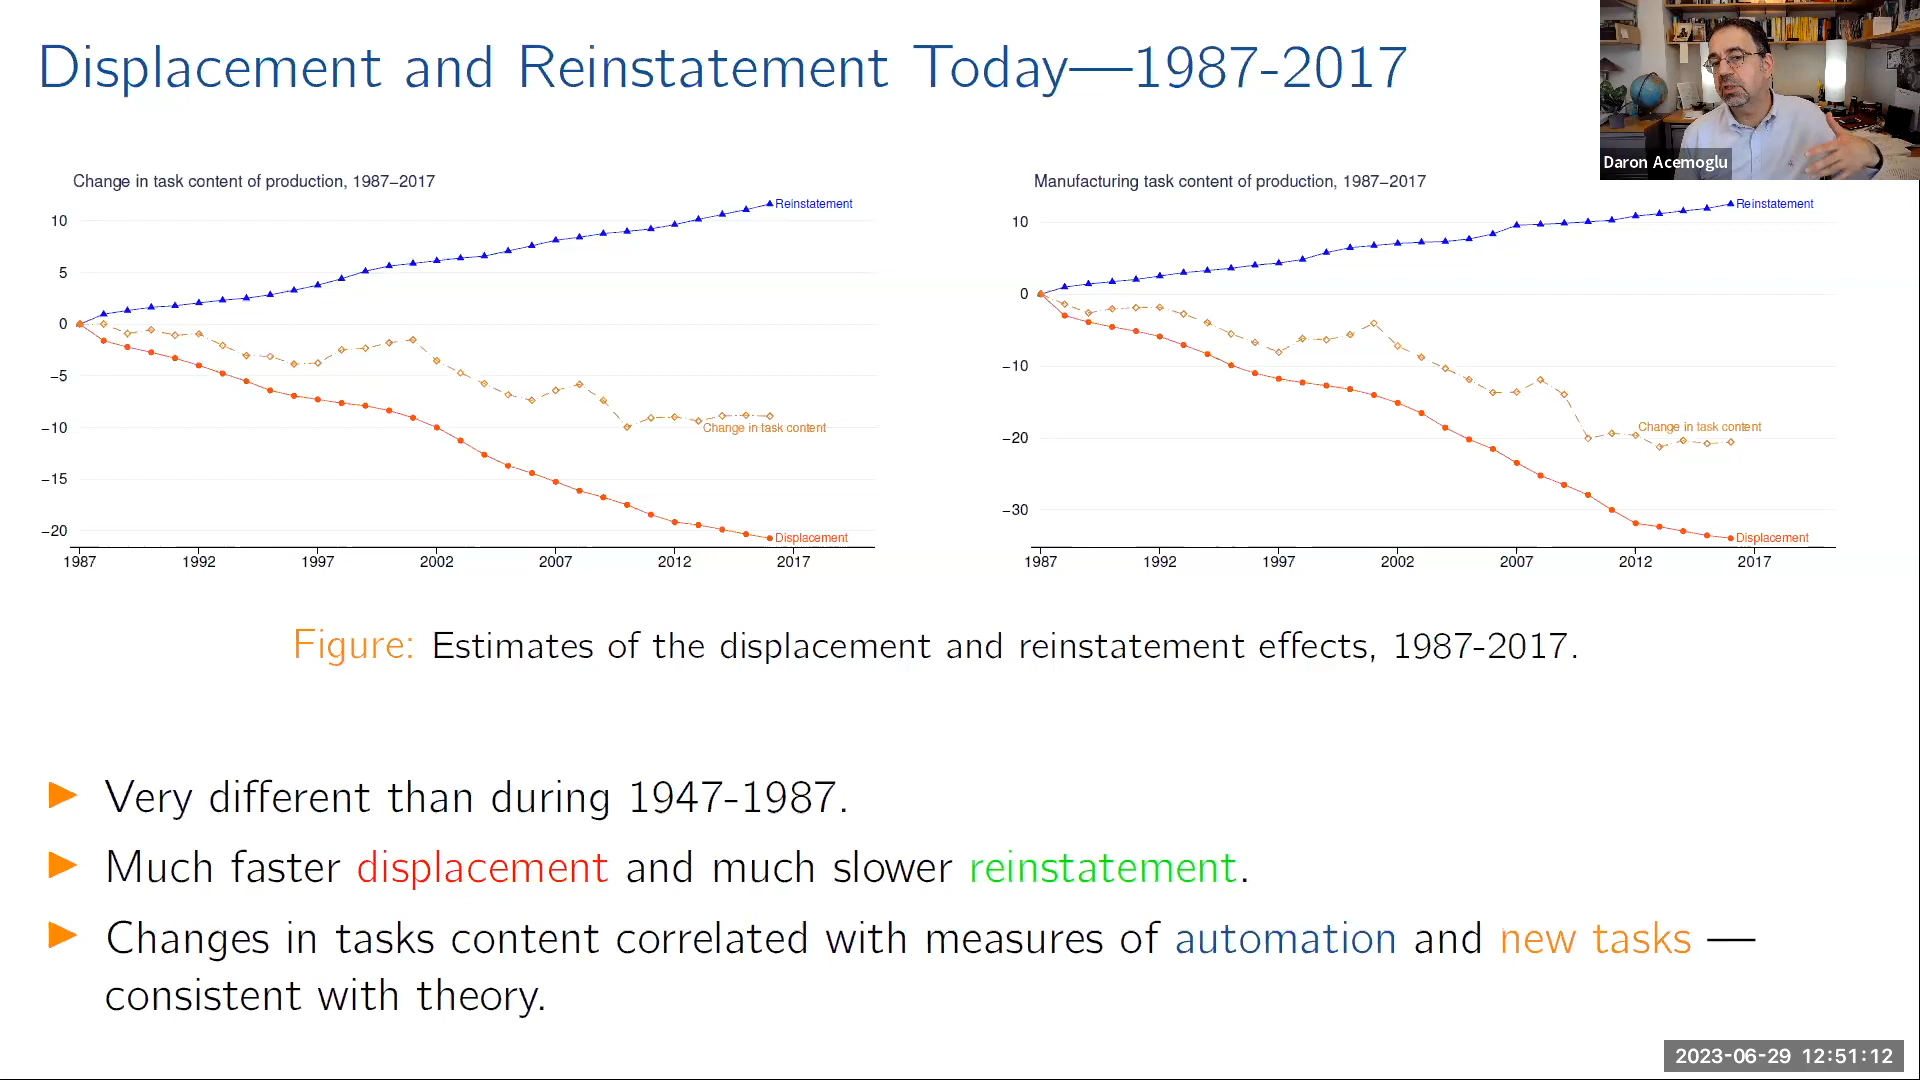 Displacement and Reinstatement Today—1987-2017
Daron Acemoglu
Change in task content of production, 1987–2017
10
5
0
−5
−10
−15
−20
1987 1992 1997 2002 2007 2012 2017
Reinstatement
Change in task content
Displacement
Manufacturing task content of production, 1987–2017
10
0
−10
−20
−30
1987 1992 1997 2002 2007 2012 2017
Reinstatement
Change in task content
Displacement
Figure: Estimates of the displacement and reinstatement effects, 1987-2017.
Very different than during 1947-1987.
Much faster displacement and much slower reinstatement.
Changes in tasks content correlated with measures of automation and new tasks —
consistent with theory.
2023-06-29 12:51:12